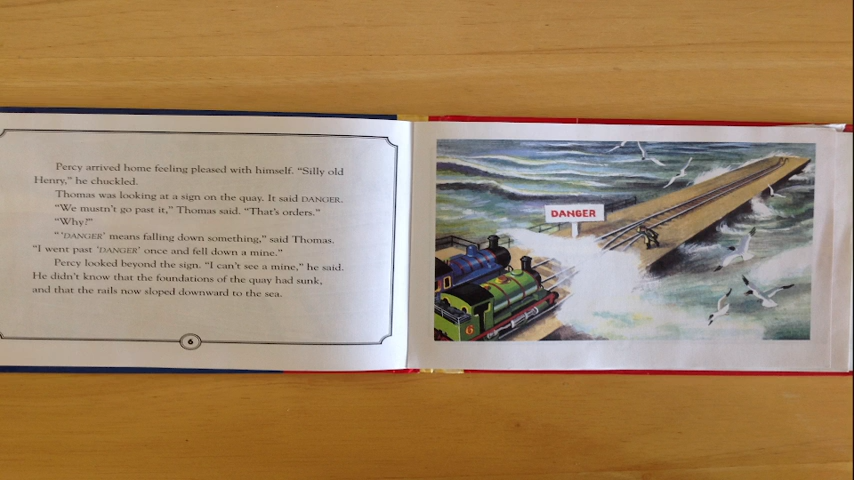 Percy arrived home feeling pleased with himself. “Silly old
Henry,” he chuckled.
Thomas was looking at a sign on the quay. It said DANGER.
“We mustn’t go past it,” Thomas said. “That’s orders.”
“Why?”
“‘DANGER’ means falling down something,” said Thomas.
“I went past ‘DANGER’ once and fell down a mine.”
Percy looked beyond the sign. “I can’t see a mine,” he said.
He didn’t know that the foundations of the quay had sunk,
and that the rails now sloped downward to the sea.
6
DANGER
6